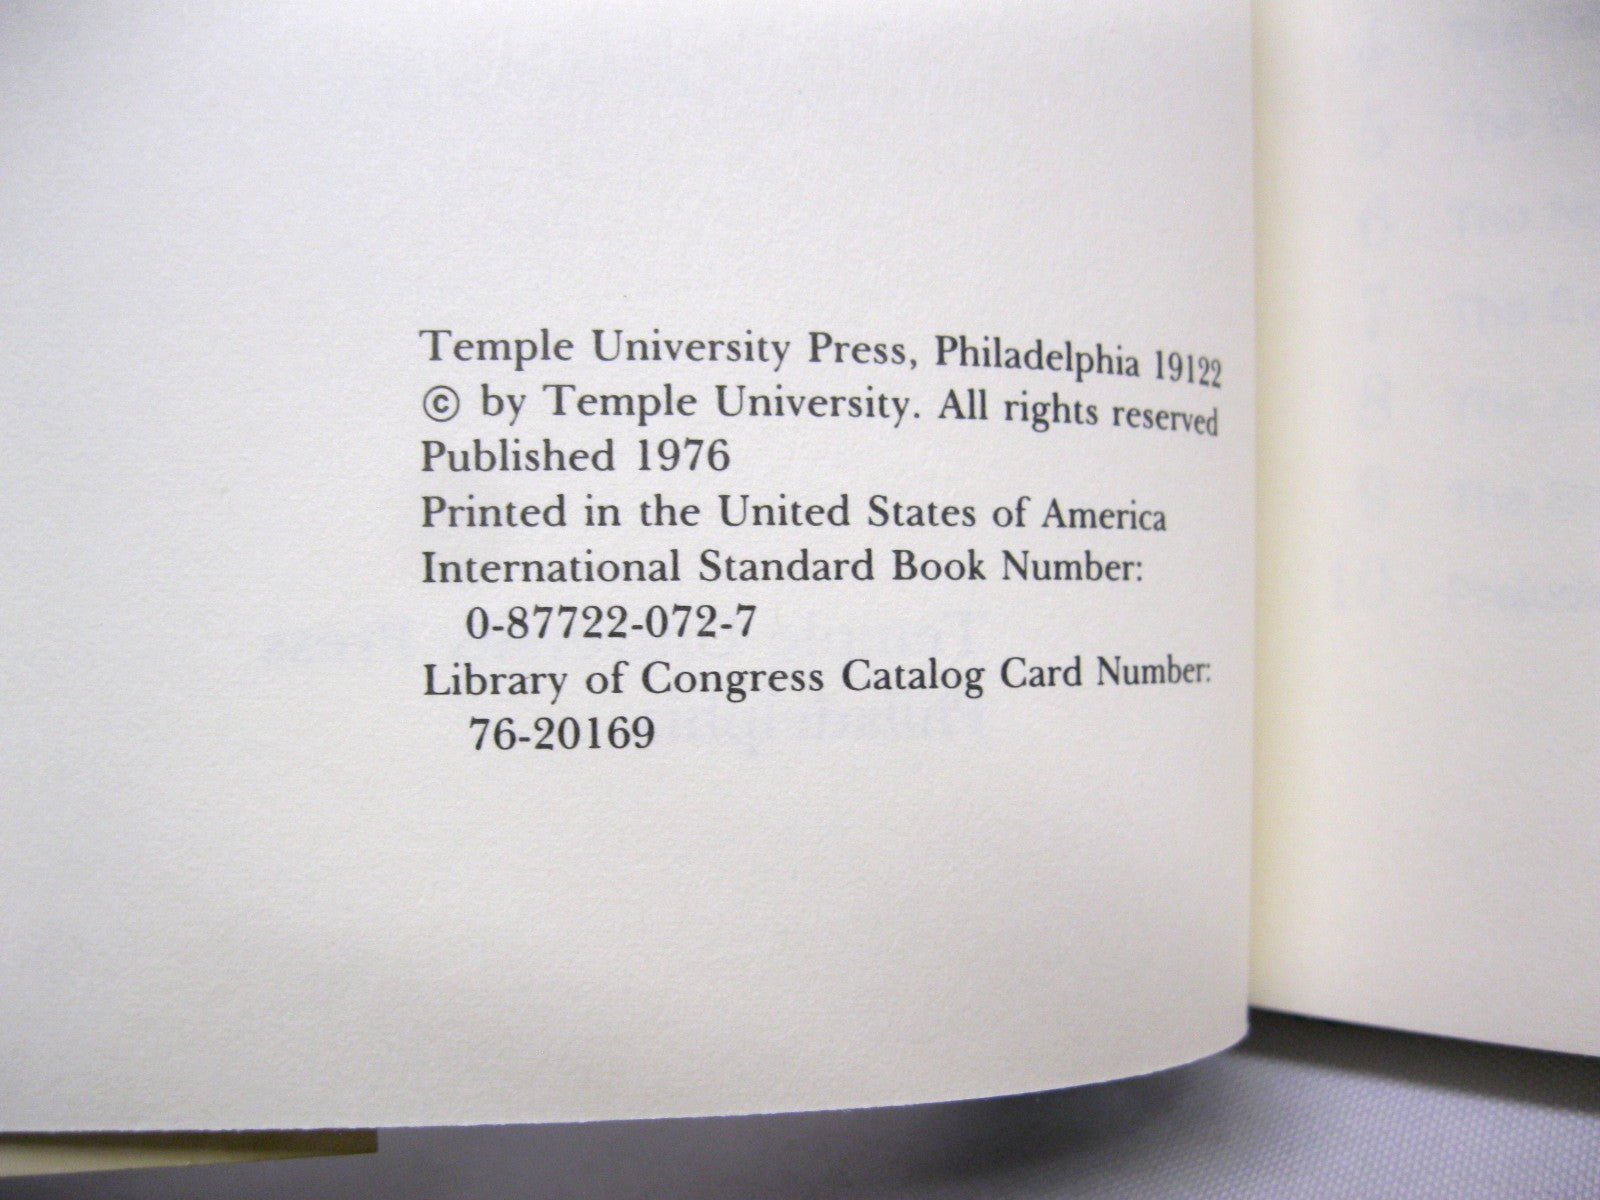 Temple University Press, Philadelphia 19122
© by Temple University. All rights reserved
Published 1976
Printed in the United States of America
International Standard Book Number:
0-87722-072-7
Library of Congress Catalog Card Number:
76-20169